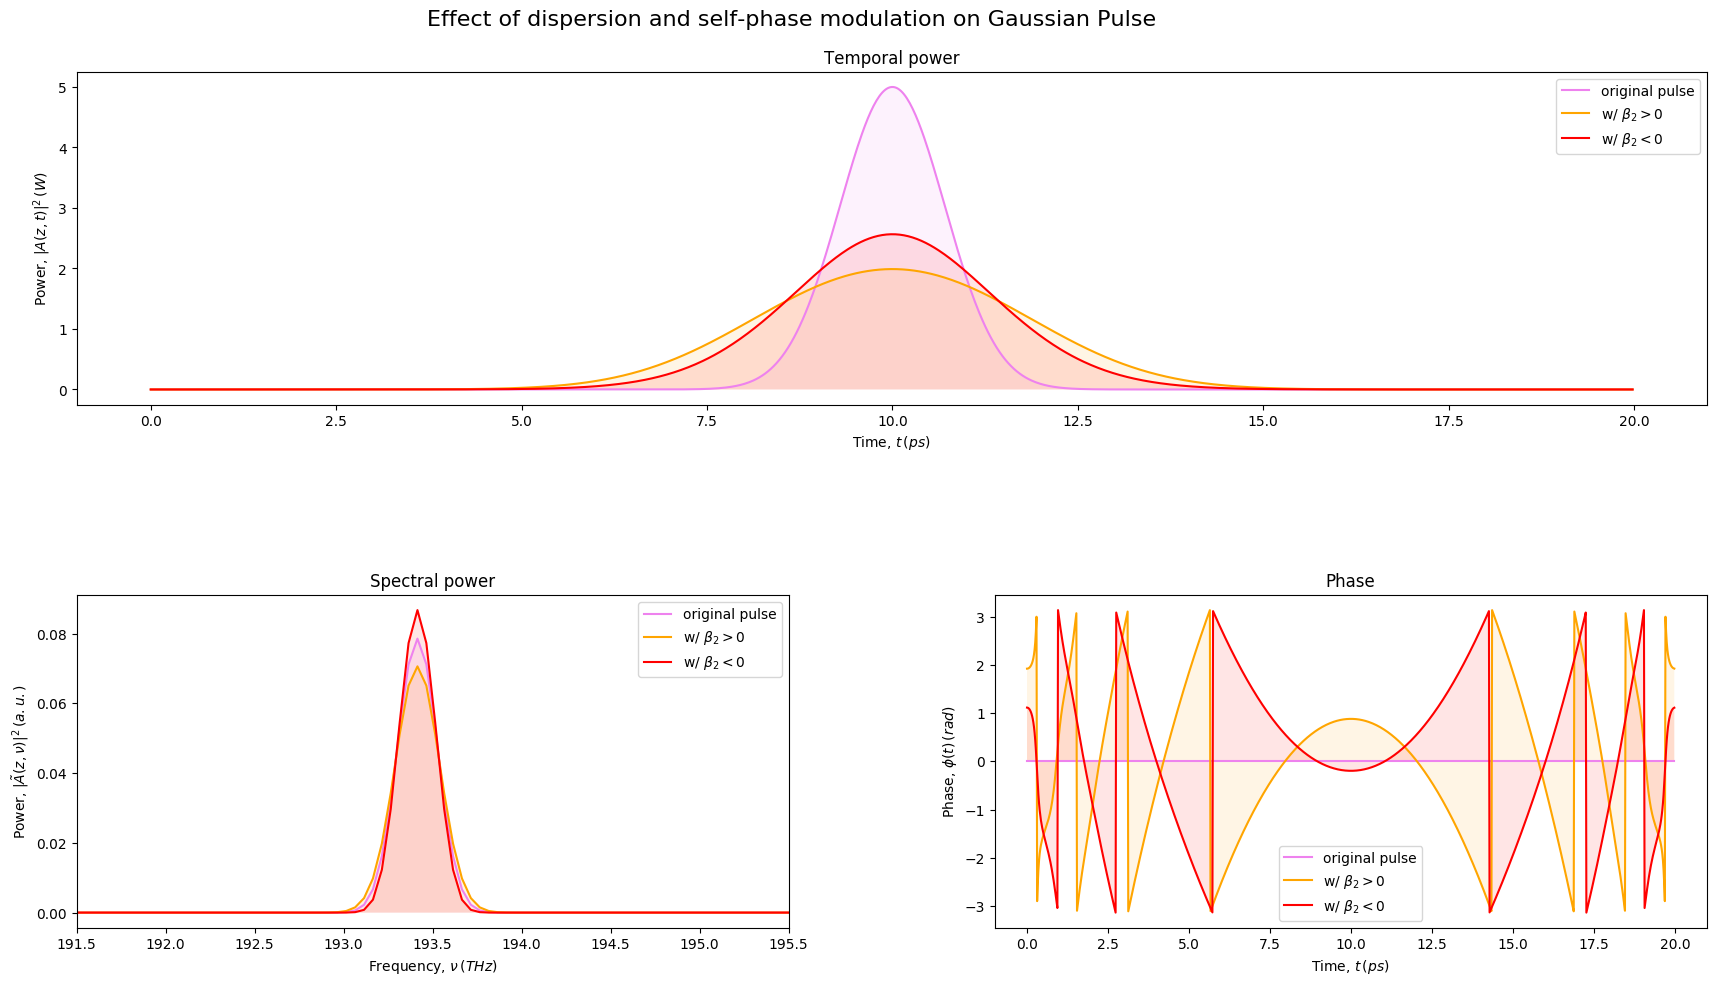 Effect of dispersion and self-phase modulation on Gaussian Pulse
Temporal power
Power, |A(z, t)|² (W)
5
4
3
2
1
0
original pulse
w/ β₂ > 0
w/ β₂ < 0
0.0 2.5 5.0 7.5 10.0 12.5 15.0 17.5 20.0
Time, t (ps)
Spectral power
Power, |Ã(z, ν)|² (a. u.)
0.08
0.06
0.04
0.02
0.00
original pulse
w/ β₂ > 0
w/ β₂ < 0
191.5 192.0 192.5 193.0 193.5 194.0 194.5 195.0 195.5
Frequency, ν (THz)
Phase
Phase, ϕ(t) (rad)
3
2
1
0
−1
−2
−3
original pulse
w/ β₂ > 0
w/ β₂ < 0
0.0 2.5 5.0 7.5 10.0 12.5 15.0 17.5 20.0
Time, t (ps)